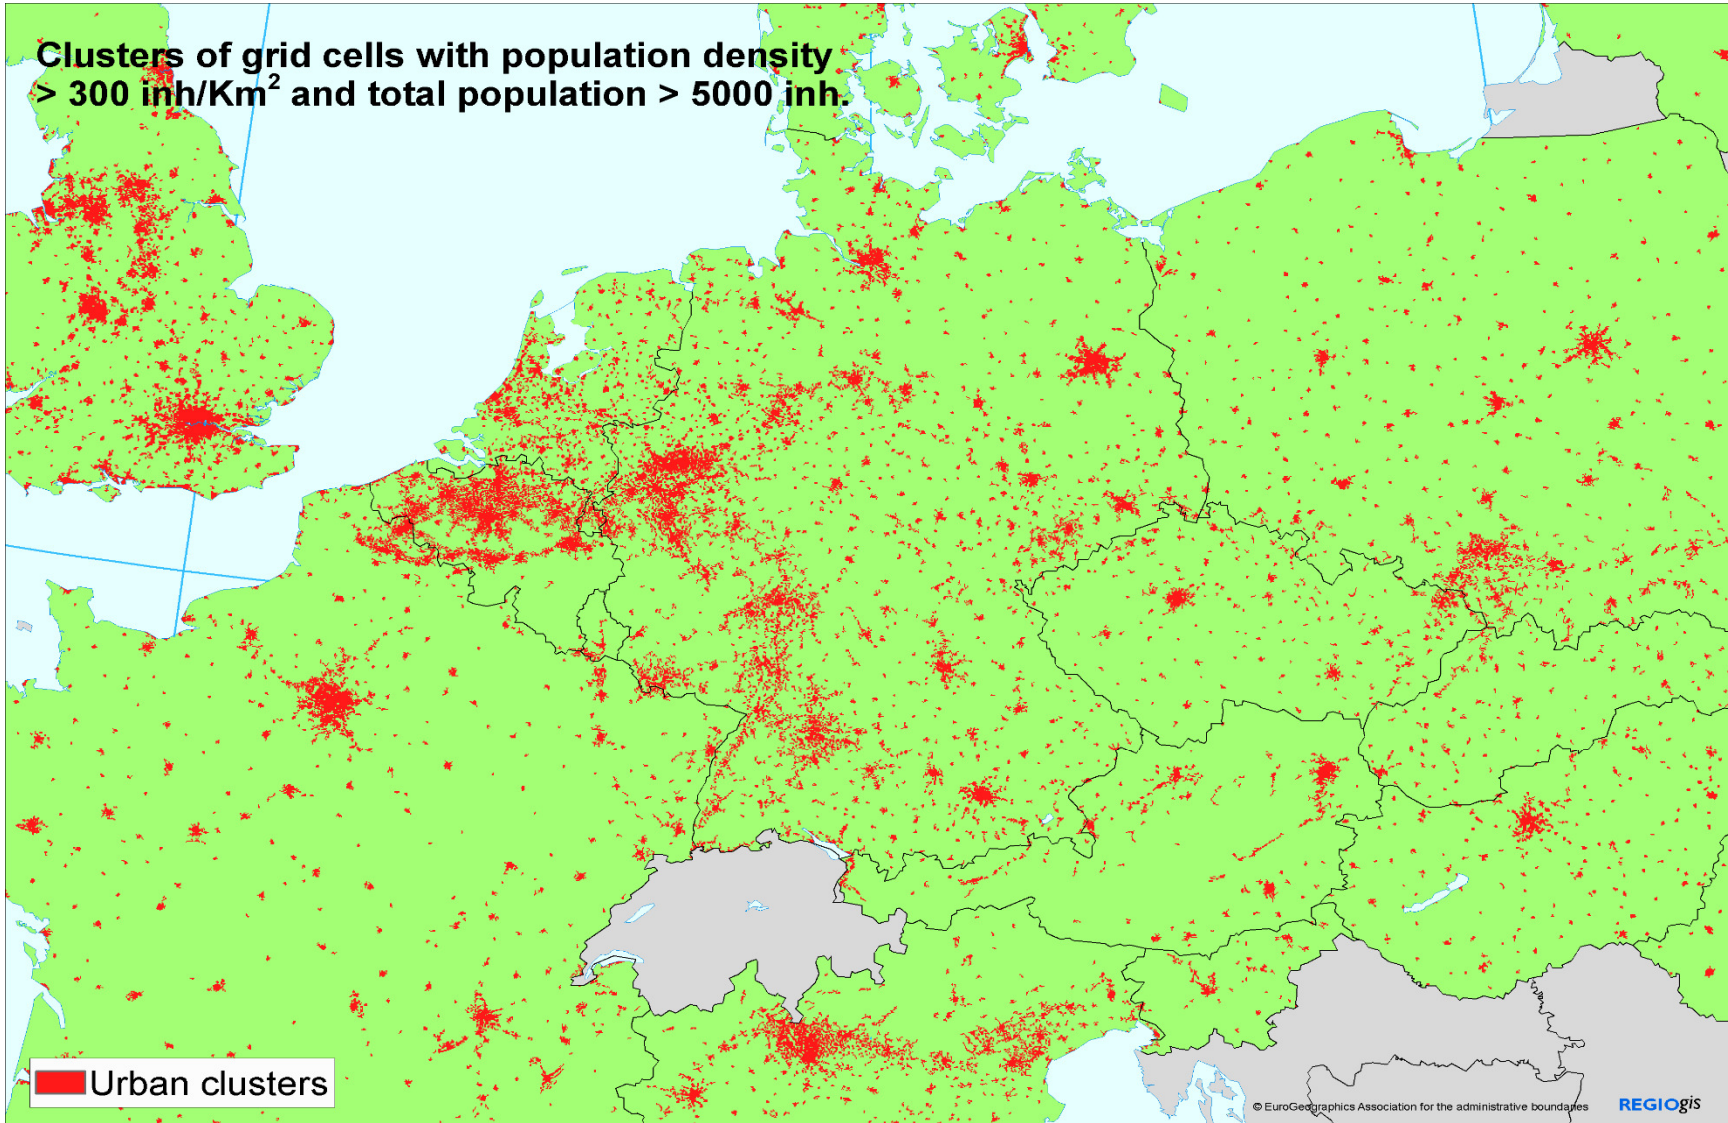 Clusters of grid cells with population density
> 300 inh/Km² and total population > 5000 inh.
Urban clusters
© EuroGeographics Association for the administrative boundaries
REGIOgis